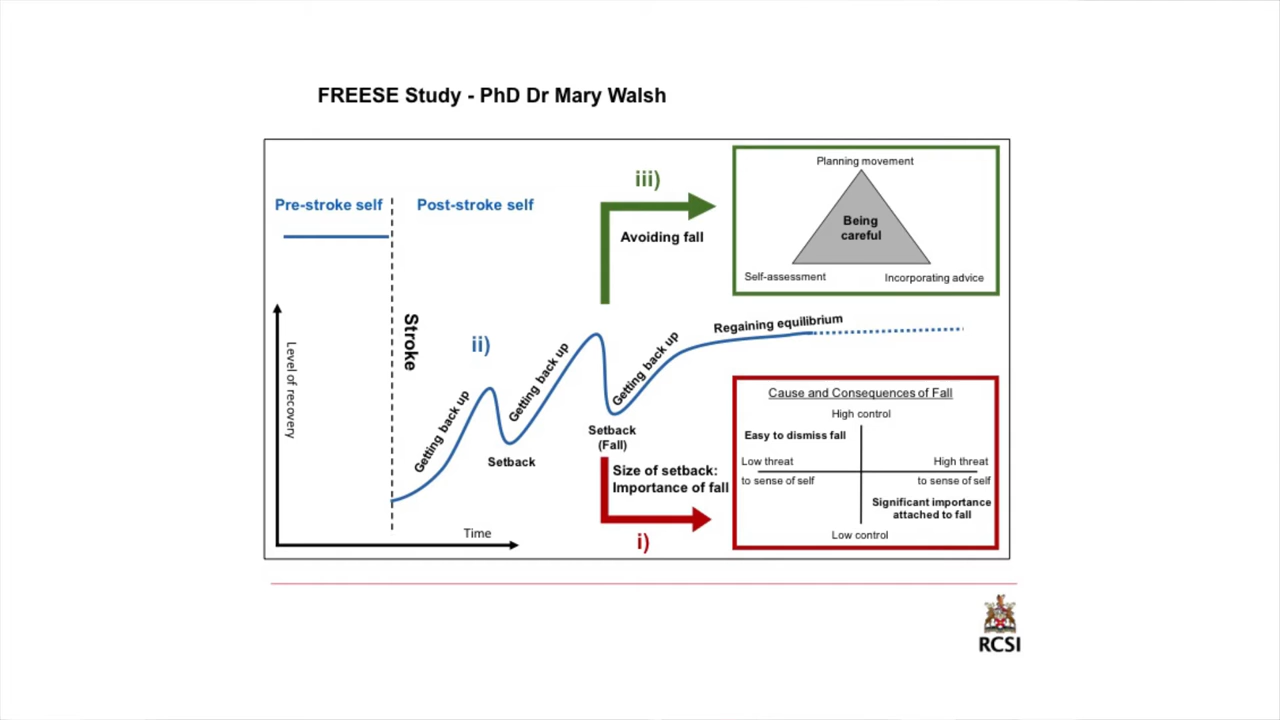 FREESE Study - PhD Dr Mary Walsh
Pre-stroke self
Post-stroke self
Stroke
Level of recovery
Time
ii)
Getting back up
Setback
Getting back up
Setback
(Fall)
Getting back up
Regaining equilibrium
iii)
Avoiding fall
Planning movement
Being
careful
Self-assessment
Incorporating advice
Size of setback:
Importance of fall
i)
Cause and Consequences of Fall
High control
Easy to dismiss fall
Low threat
to sense of self
High threat
to sense of self
Significant importance
attached to fall
Low control
RCSI